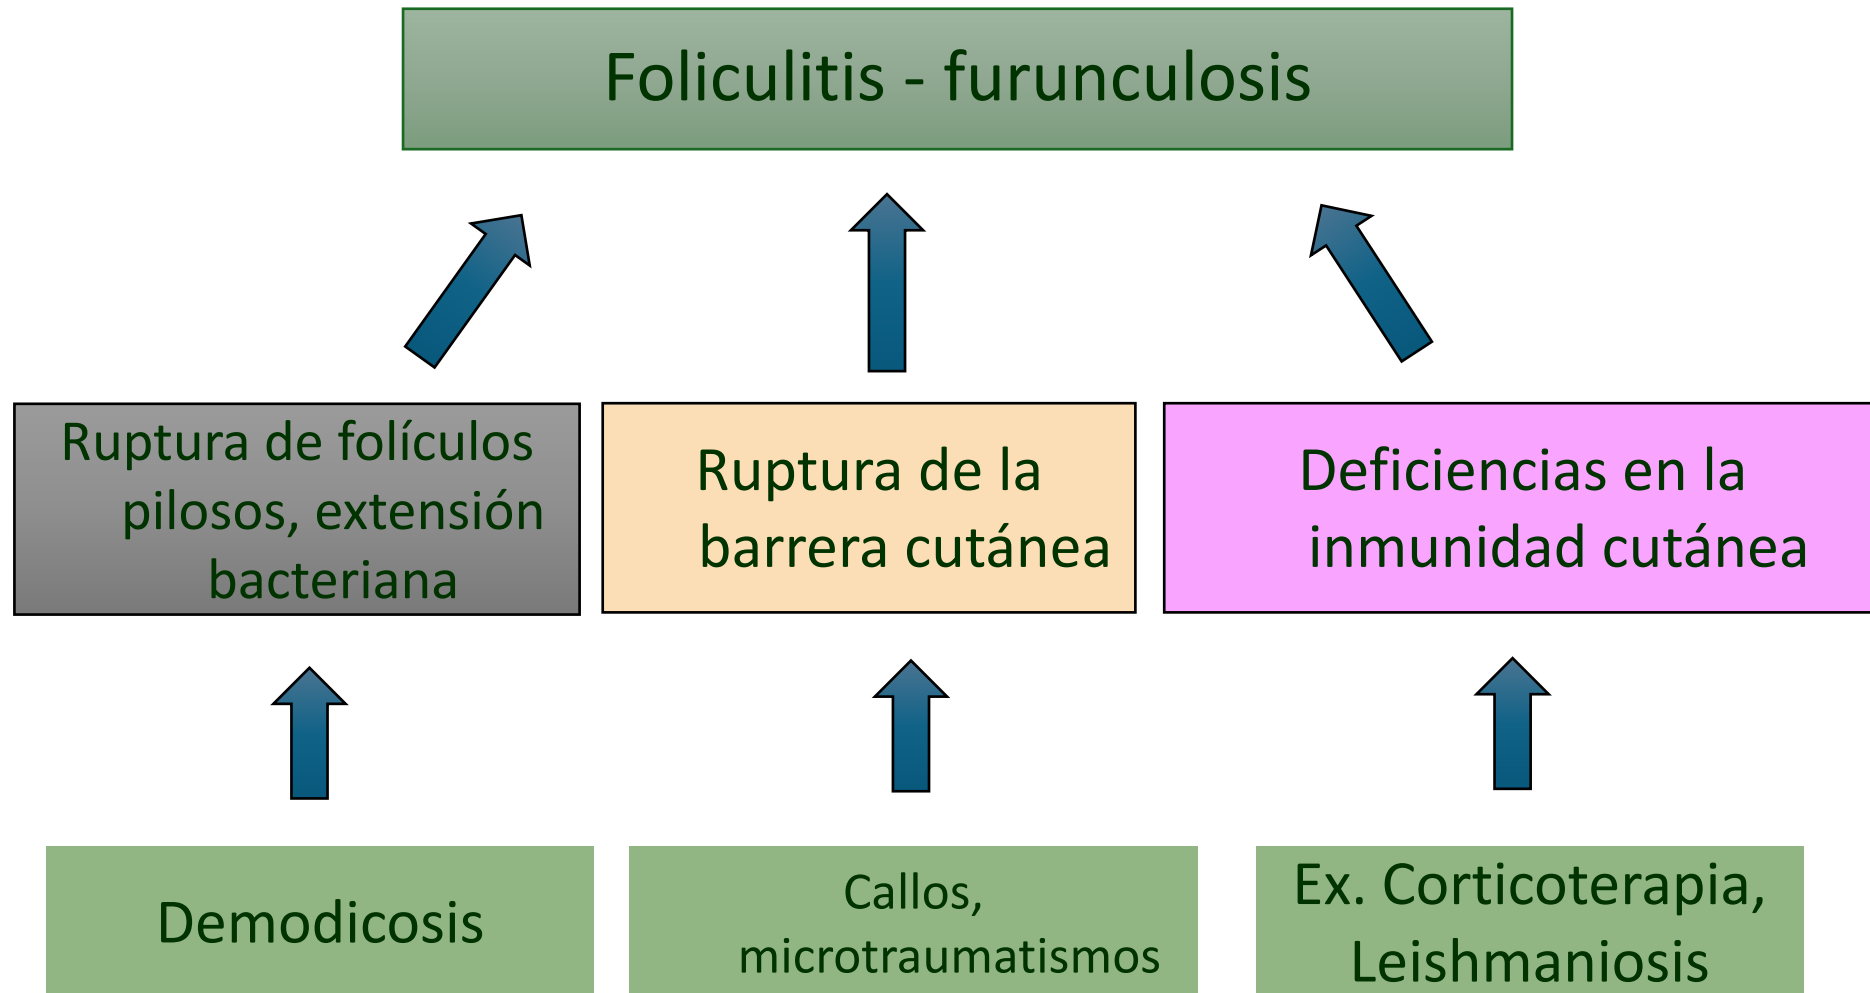 Foliculitis - furunculosis
Ruptura de folículos
pilosos, extensión
bacteriana
Ruptura de la
barrera cutánea
Deficiencias en la
inmunidad cutánea
Demodicosis
Callos,
microtraumatismos
Ex. Corticoterapia,
Leishmaniosis